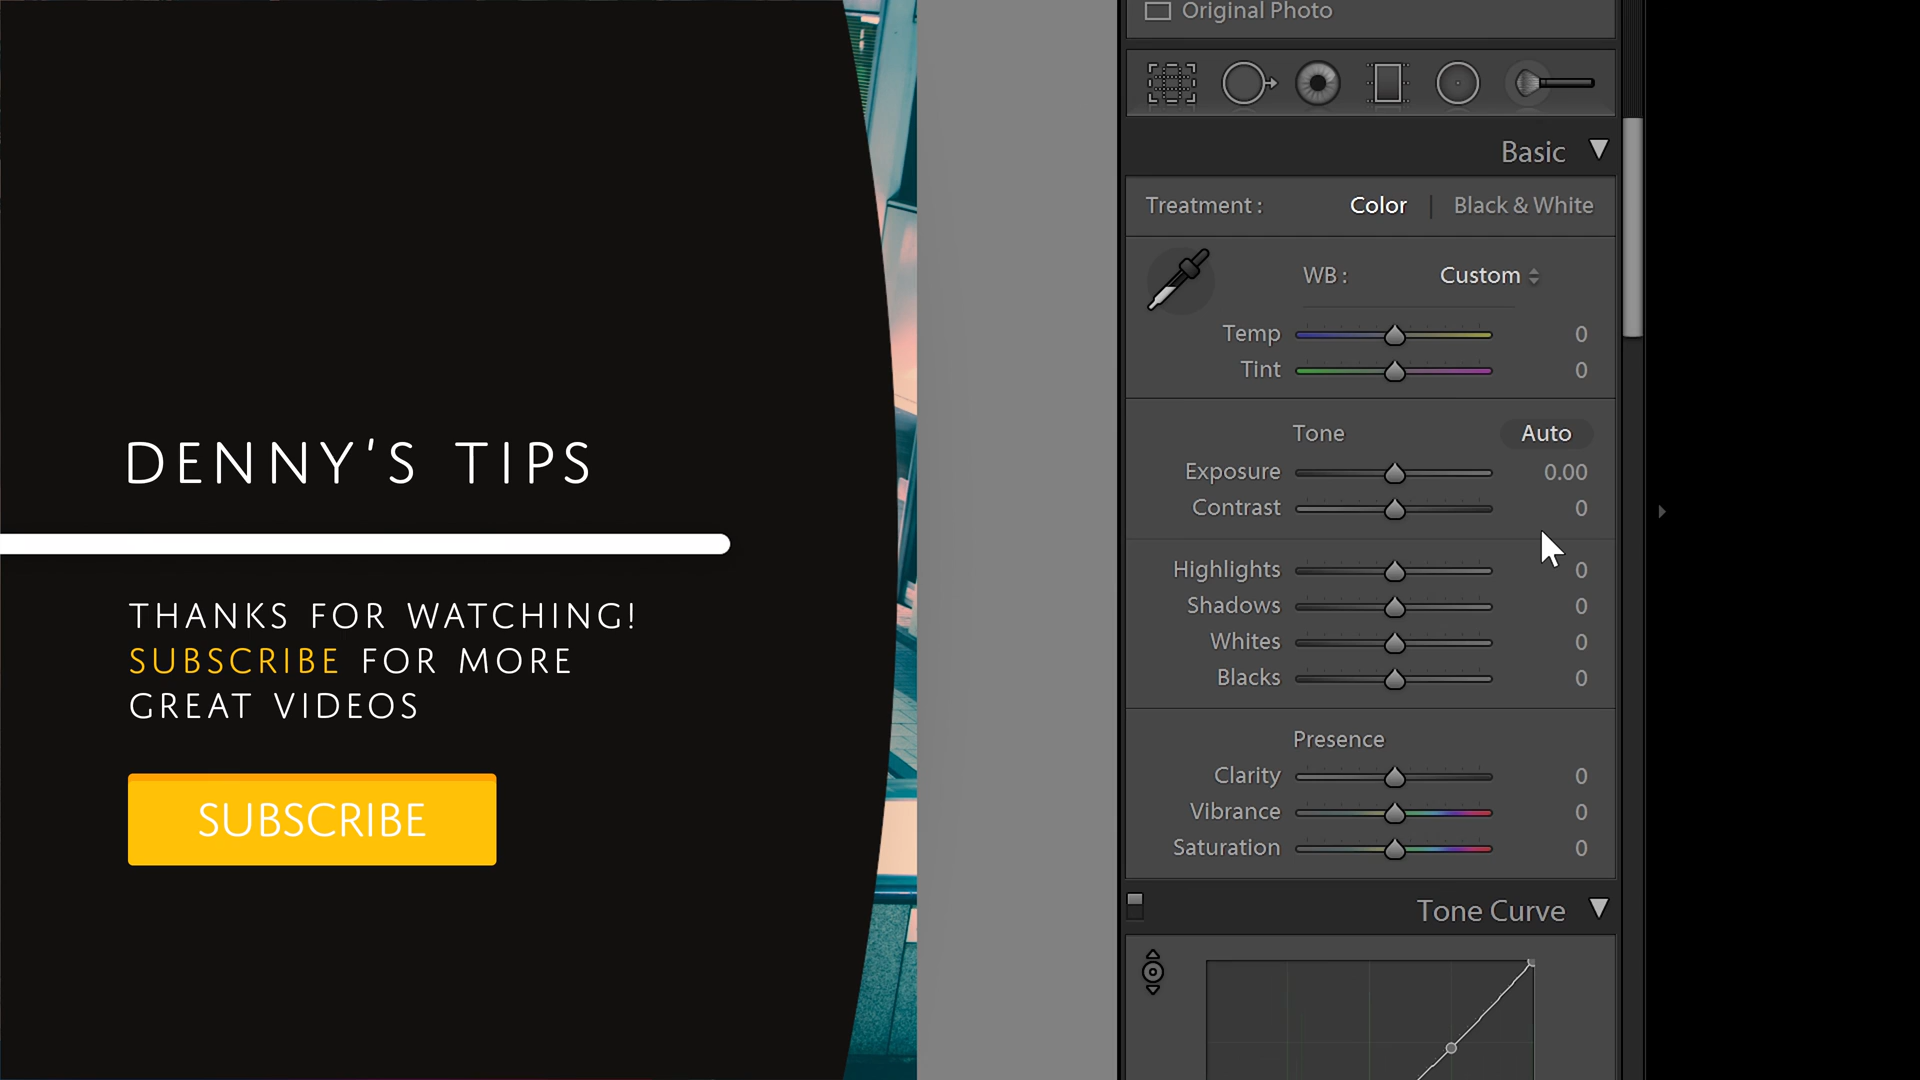 DENNY'S TIPS
THANKS FOR WATCHING!
SUBSCRIBE FOR MORE
GREAT VIDEOS
SUBSCRIBE
Original Photo
Basic
Treatment : Color | Black & White
WB : Custom
Temp 0
Tint 0
Tone Auto
Exposure 0.00
Contrast 0
Highlights 0
Shadows 0
Whites 0
Blacks 0
Presence
Clarity 0
Vibrance 0
Saturation 0
Tone Curve